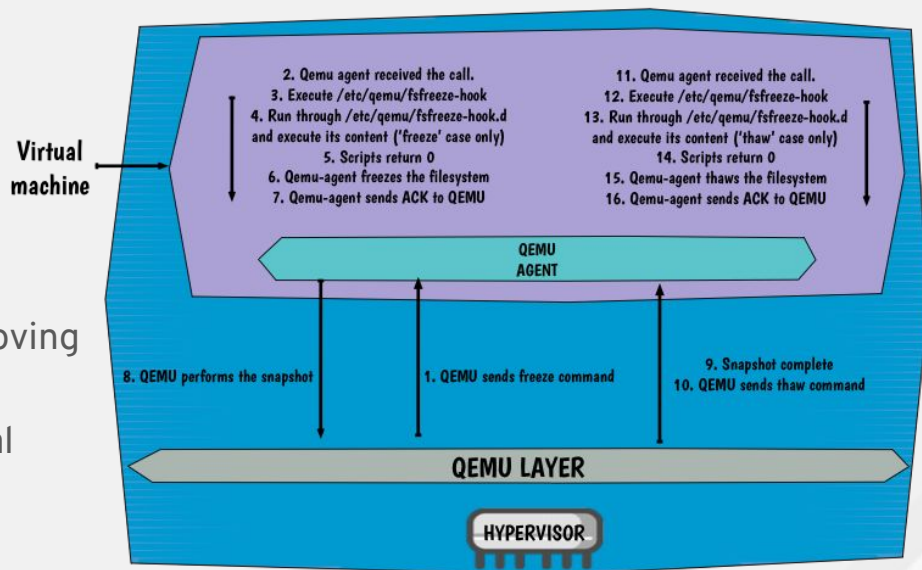 2. Qemu agent received the call.
3. Execute /etc/qemu/fsfreeze-hook
4. Run through /etc/qemu/fsfreeze-hook.d
and execute its content ('freeze' case only)
5. Scripts return 0
6. Qemu-agent freezes the filesystem
7. Qemu-agent sends ACK to QEMU
11. Qemu agent received the call.
12. Execute /etc/qemu/fsfreeze-hook
13. Run through /etc/qemu/fsfreeze-hook.d
and execute its content ('thaw' case only)
14. Scripts return 0
15. Qemu-agent thaws the filesystem
16. Qemu-agent sends ACK to QEMU
Virtual
machine
QEMU
AGENT
oving
al
8. QEMU performs the snapshot
1. QEMU sends freeze command
9. Snapshot complete
10. QEMU sends thaw command
QEMU LAYER
HYPERVISOR